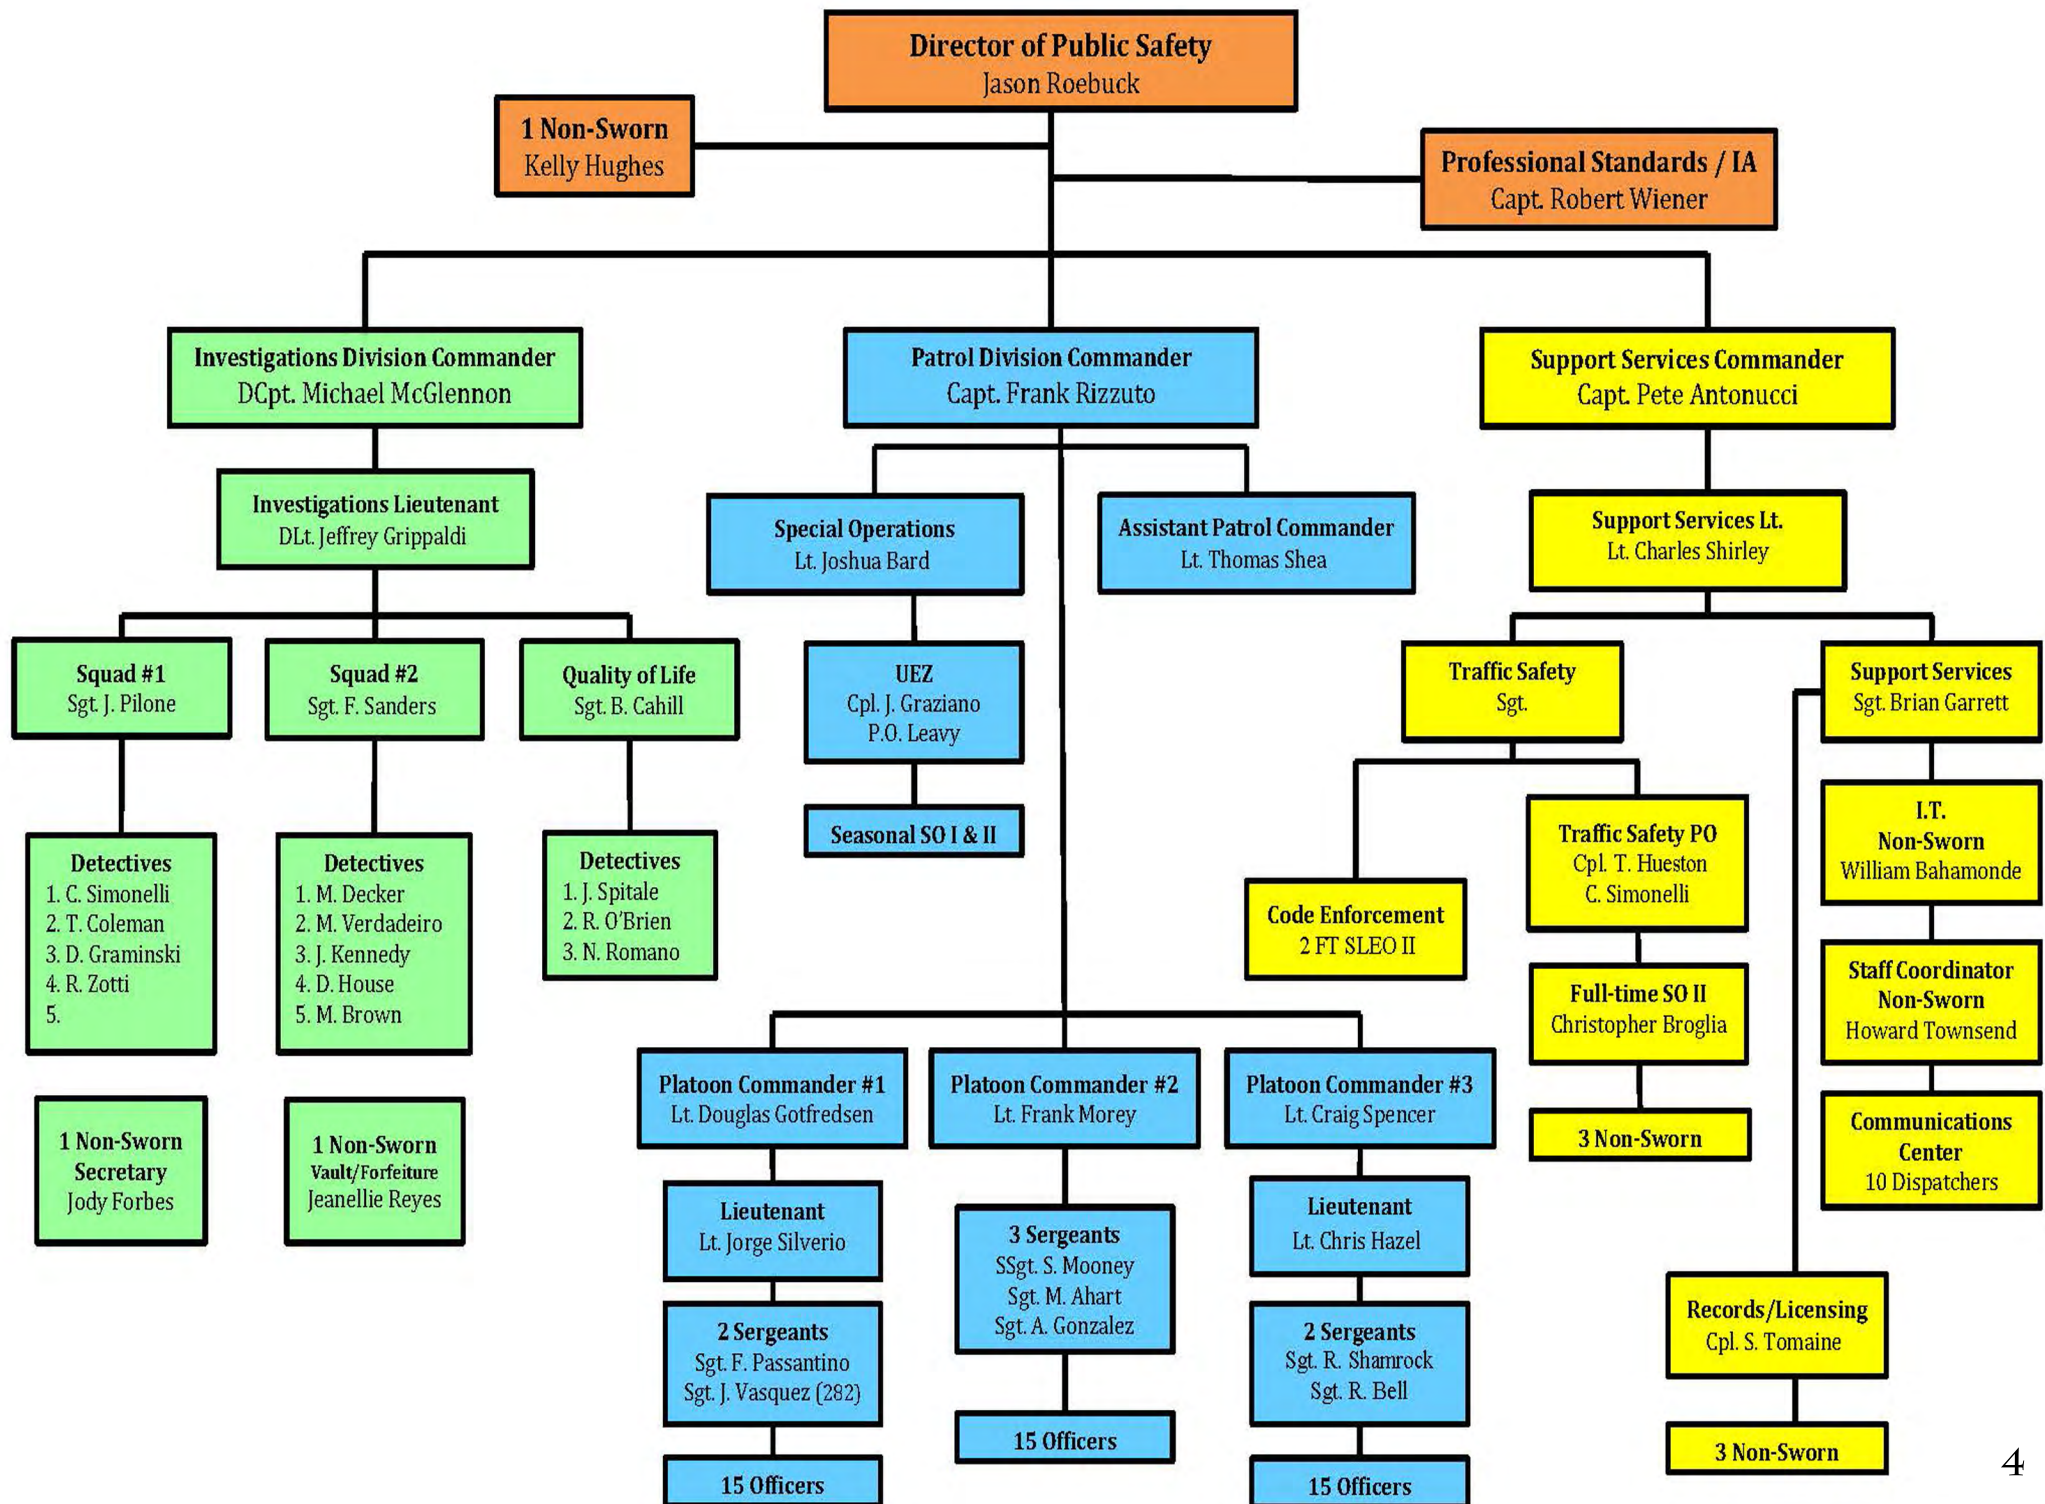 Director of Public Safety
Jason Roebuck
1 Non-Sworn
Kelly Hughes
Professional Standards / IA
Capt. Robert Wiener
Investigations Division Commander
DCpt. Michael McGlennon
Patrol Division Commander
Capt. Frank Rizzuto
Support Services Commander
Capt. Pete Antonucci
Investigations Lieutenant
DLt. Jeffrey Grippaldi
Special Operations
Lt. Joshua Bard
Assistant Patrol Commander
Lt. Thomas Shea
Support Services Lt.
Lt. Charles Shirley
Squad #1
Sgt. J. Pilone
Squad #2
Sgt. F. Sanders
Quality of Life
Sgt. B. Cahill
UEZ
Cpl. J. Graziano
P.O. Leavy
Traffic Safety
Sgt.
Support Services
Sgt. Brian Garrett
Seasonal SO I & II
Detectives
1. C. Simonelli
2. T. Coleman
3. D. Graminski
4. R. Zotti
5.
Detectives
1. M. Decker
2. M. Verdadeiro
3. J. Kennedy
4. D. House
5. M. Brown
Detectives
1. J. Spitale
2. R. O'Brien
3. N. Romano
Code Enforcement
2 FT SLEO II
Traffic Safety PO
Cpl. T. Hueston
C. Simonelli
I.T.
Non-Sworn
William Bahamonde
Full-time SO II
Christopher Broglia
Staff Coordinator
Non-Sworn
Howard Townsend
1 Non-Sworn
Secretary
Jody Forbes
1 Non-Sworn
Vault/Forfeiture
Jeanellie Reyes
Platoon Commander #1
Lt. Douglas Gotfredsen
Platoon Commander #2
Lt. Frank Morey
Platoon Commander #3
Lt. Craig Spencer
3 Non-Sworn
Communications
Center
10 Dispatchers
Lieutenant
Lt. Jorge Silverio
3 Sergeants
SSgt. S. Mooney
Sgt. M. Ahart
Sgt. A. Gonzalez
Lieutenant
Lt. Chris Hazel
2 Sergeants
Sgt. F. Passantino
Sgt. J. Vasquez (282)
2 Sergeants
Sgt. R. Shamrock
Sgt. R. Bell
Records/Licensing
Cpl. S. Tomaine
15 Officers
15 Officers
15 Officers
3 Non-Sworn
4